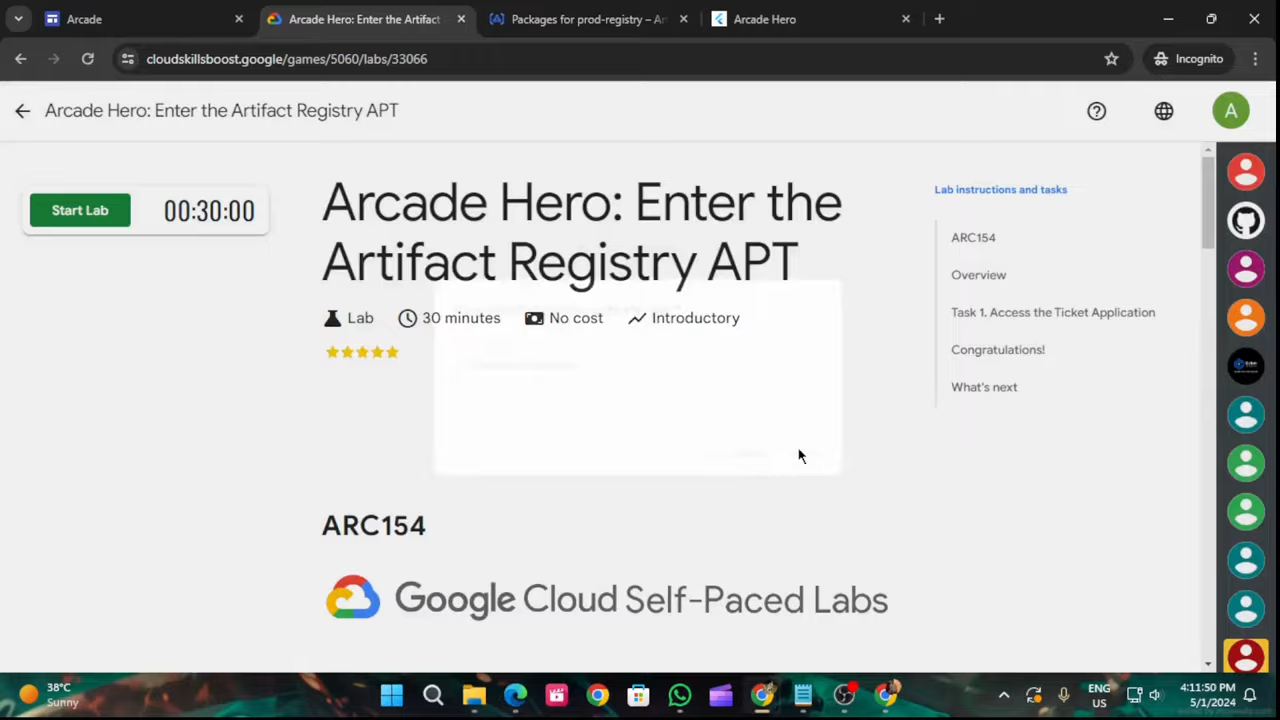 Arcade
Arcade Hero: Enter the Artifact
Packages for prod-registry – Ar
Arcade Hero
cloudskillsboost.google/games/5060/labs/33066
Incognito
Arcade Hero: Enter the Artifact Registry APT
A
Start Lab
00:30:00
Arcade Hero: Enter the
Artifact Registry APT
Lab
30 minutes
No cost
Introductory
ARC154
Google Cloud Self-Paced Labs
Lab instructions and tasks
ARC154
Overview
Task 1. Access the Ticket Application
Congratulations!
What's next
38°C
Sunny
ENG
US
4:11:50 PM
5/1/2024